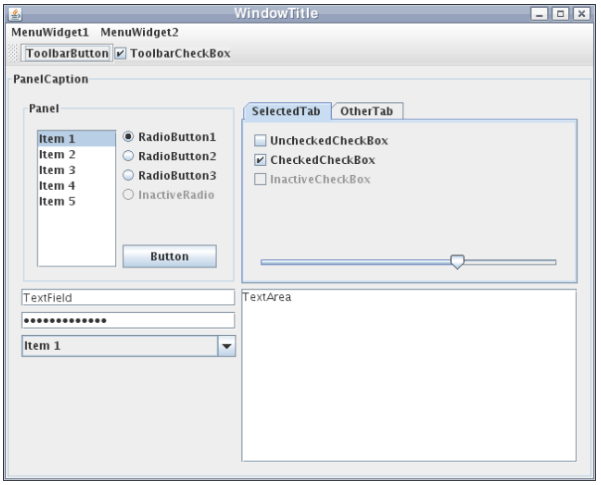 WindowTitle
MenuWidget1 MenuWidget2
ToolbarButton ToolbarCheckBox
PanelCaption
Panel
Item 1
Item 2
Item 3
Item 4
Item 5
RadioButton1
RadioButton2
RadioButton3
InactiveRadio
Button
SelectedTab OtherTab
UncheckedCheckBox
CheckedCheckBox
InactiveCheckBox
TextField
•••••••••••••
Item 1
TextArea